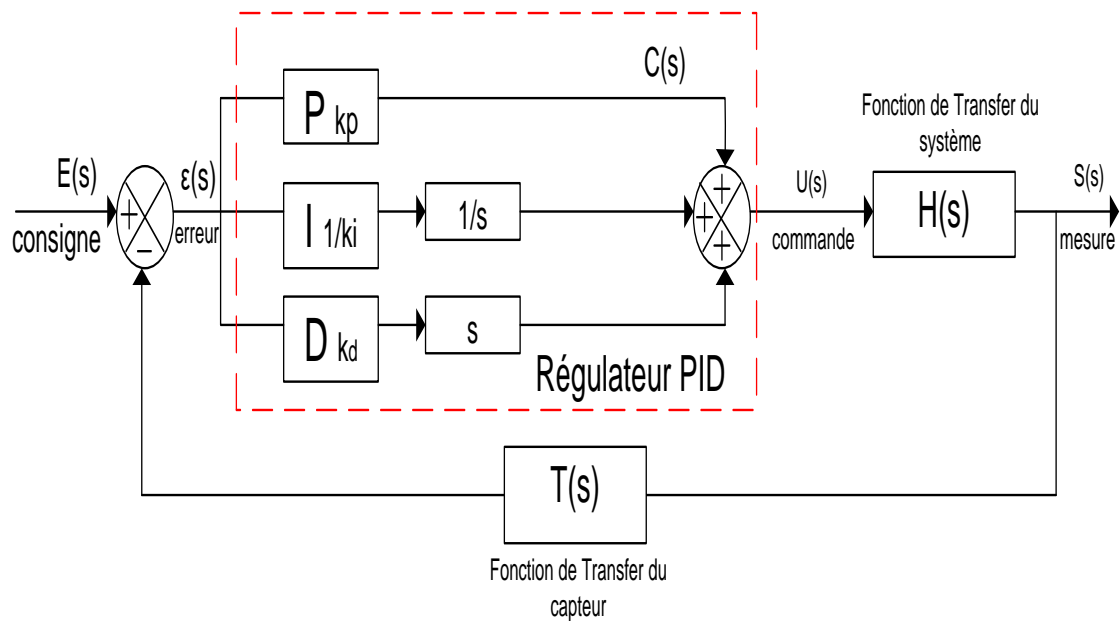 C(s)
P kp
Fonction de Transfer du
système
E(s)
ε(s)
U(s)
S(s)
+
-
I 1/ki
1/s
+
+
+
H(s)
consigne
erreur
commande
mesure
D kd
s
Régulateur PID
T(s)
Fonction de Transfer du
capteur